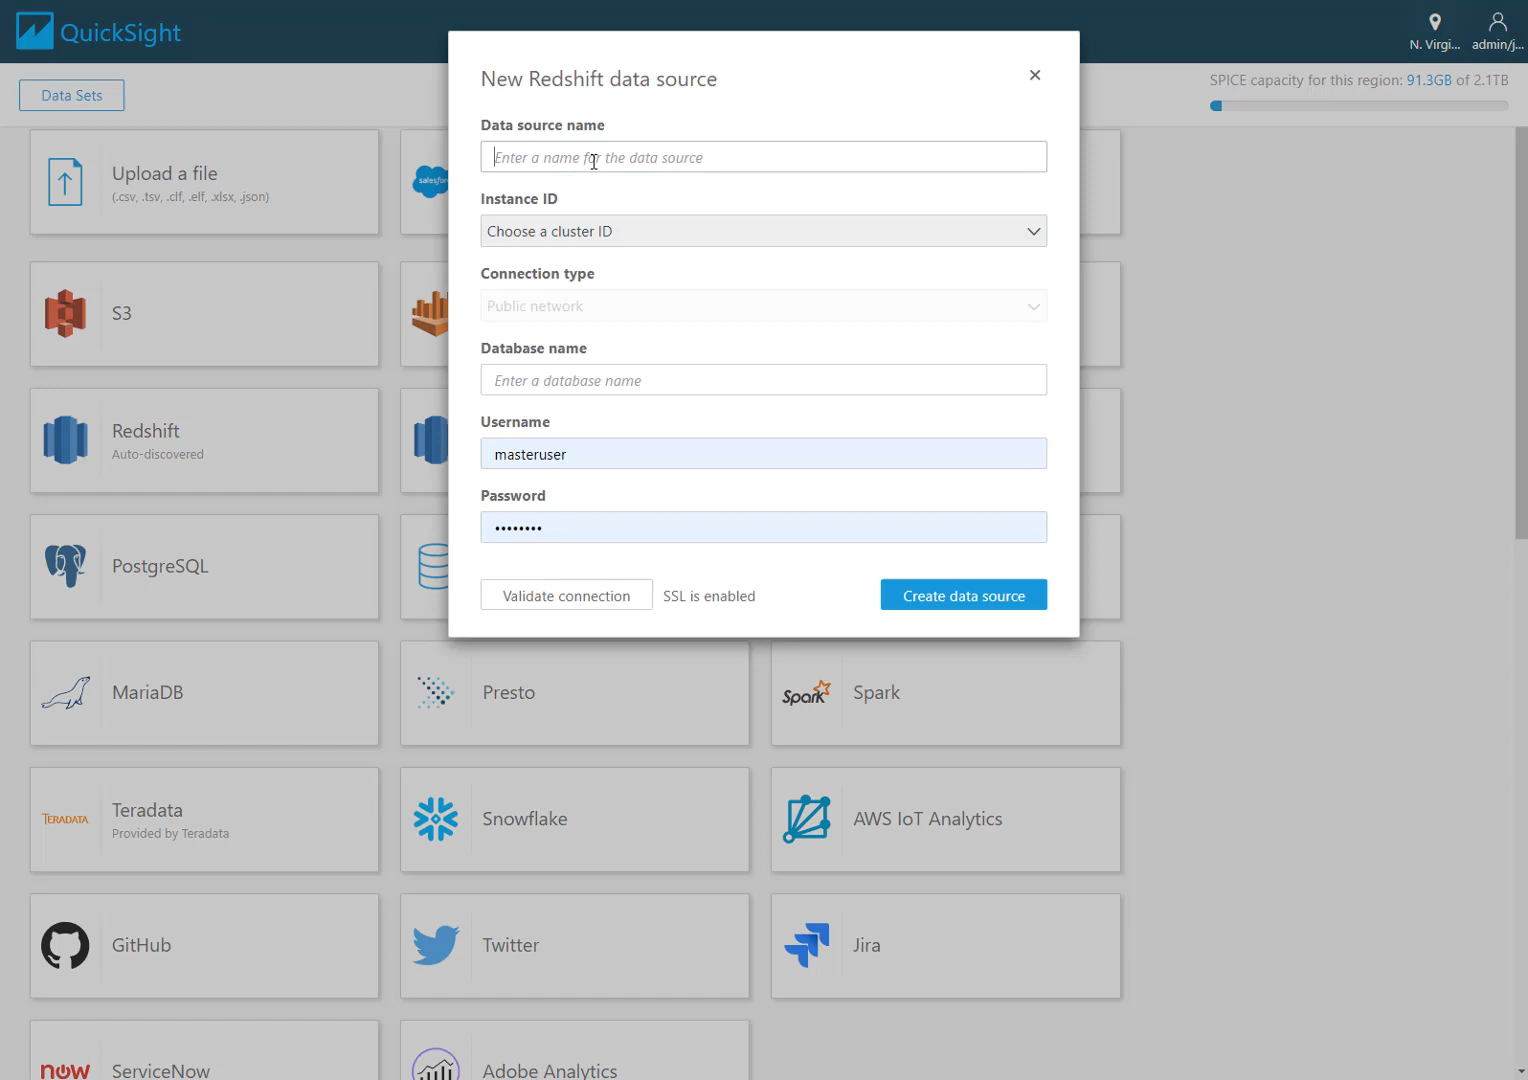 QuickSight
N. Virgi...
admin/j...
Data Sets
SPICE capacity for this region: 91.3GB of 2.1TB
New Redshift data source
Data source name
Enter a name for the data source
Instance ID
Choose a cluster ID
Connection type
Public network
Database name
Enter a database name
Username
masteruser
Password
••••••••
Validate connection
SSL is enabled
Create data source
Upload a file
(.csv, .tsv, .clf, .elf, .xlsx, .json)
salesfor
S3
Redshift
Auto-discovered
PostgreSQL
MariaDB
Presto
Spark
Spark
TERADATA
Teradata
Provided by Teradata
Snowflake
AWS IoT Analytics
GitHub
Twitter
Jira
now
ServiceNow
Adobe Analytics